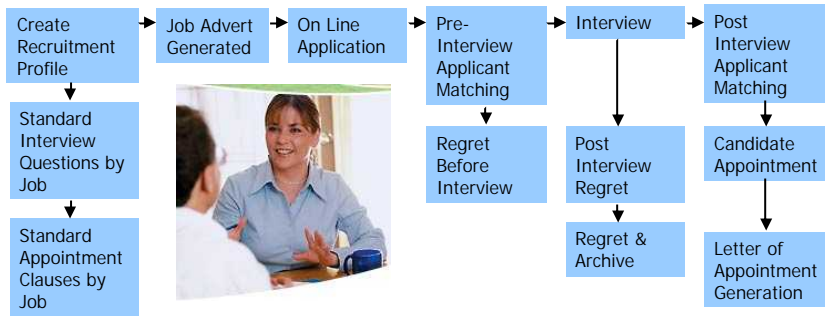 Create
Recruitment
Profile
Job Advert
Generated
On Line
Application
Pre-
Interview
Applicant
Matching
Interview
Post
Interview
Applicant
Matching
Standard
Interview
Questions by
Job
Regret
Before
Interview
Post
Interview
Regret
Candidate
Appointment
Standard
Appointment
Clauses by
Job
Regret &
Archive
Letter of
Appointment
Generation